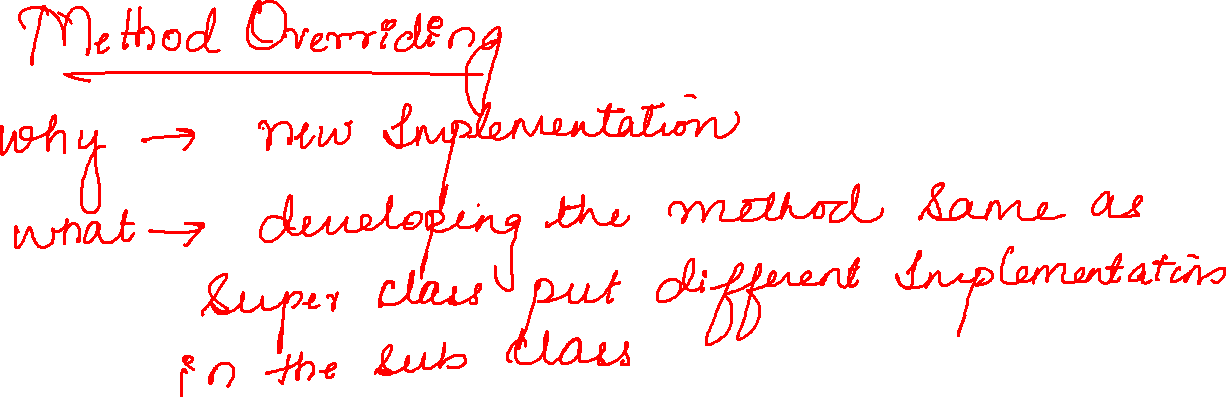 Method Overriding
why → new Implementation
what → developing the method same as
super class put different Implementations
in the sub class